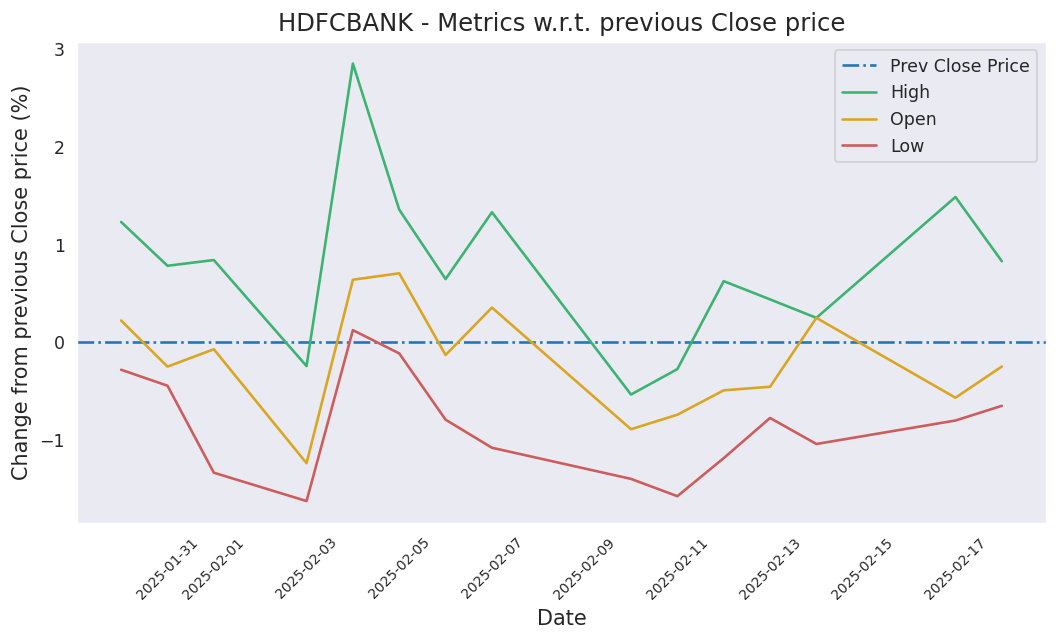 HDFCBANK - Metrics w.r.t. previous Close price
Change from previous Close price (%)
3
2
1
0
−1
Prev Close Price
High
Open
Low
2025-01-31
2025-02-01
2025-02-03
2025-02-05
2025-02-07
2025-02-09
2025-02-11
2025-02-13
2025-02-15
2025-02-17
Date